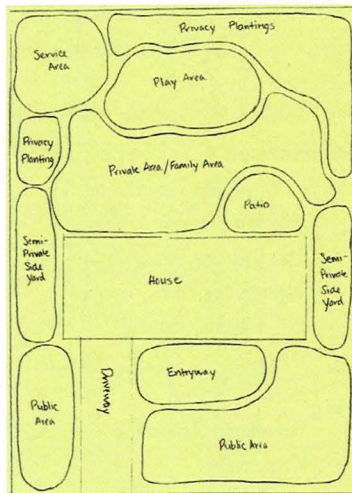 Privacy Plantings
Service
Area
Play Area
Privacy
Planting
Private Area/Family Area
Patio
Semi-
Private
Side
Yard
House
Semi-
Private
Side
Yard
Driveway
Entryway
Public
Area
Public Area